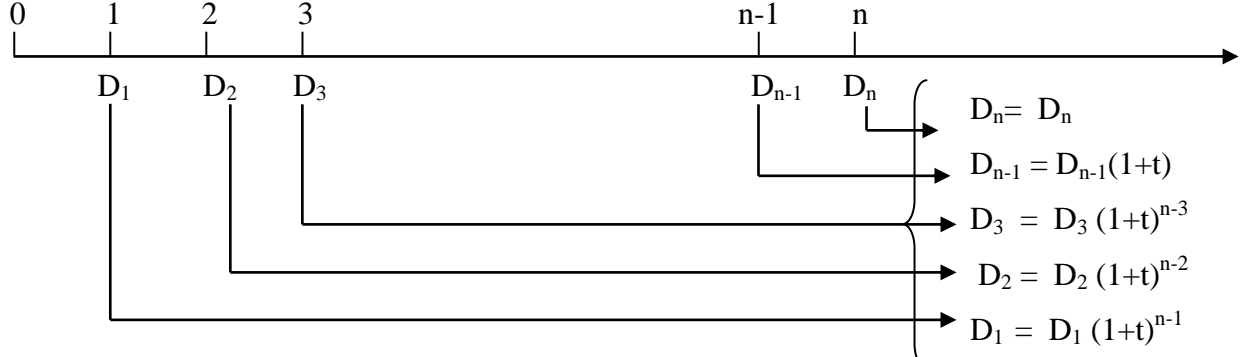 0 1 2 3 n-1 n
D₁ D₂ D₃ Dₙ₋₁ Dₙ
Dₙ= Dₙ
Dₙ₋₁ = Dₙ₋₁(1+t)
D₃ = D₃ (1+t)ⁿ⁻³
D₂ = D₂ (1+t)ⁿ⁻²
D₁ = D₁ (1+t)ⁿ⁻¹